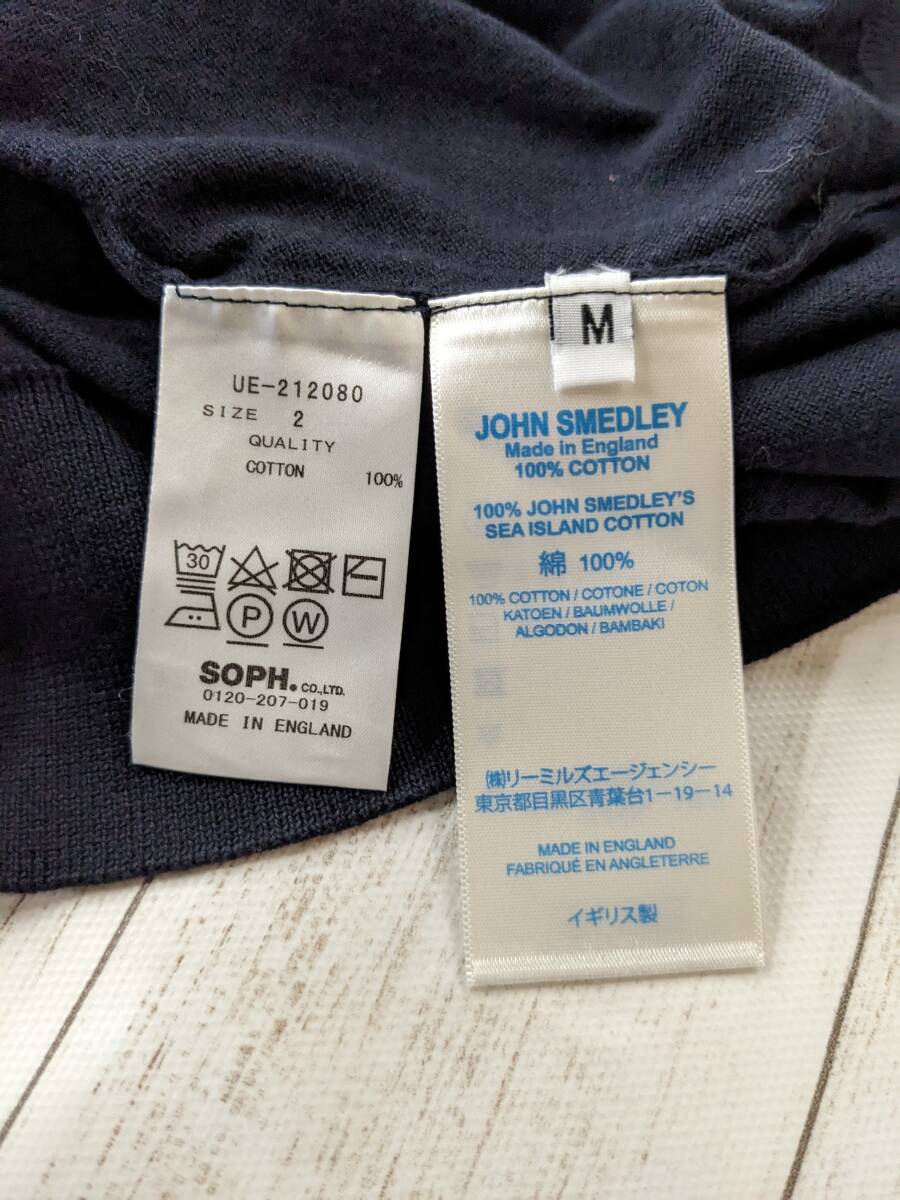 UE-212080
SIZE 2
QUALITY
COTTON 100%
30
P W
SOPH. CO.,LTD.
0120-207-019
MADE IN ENGLAND
M
JOHN SMEDLEY
Made in England
100% COTTON
100% JOHN SMEDLEY'S
SEA ISLAND COTTON
綿 100%
100% COTTON / COTONE / COTON
KATOEN / BAUMWOLLE /
ALGODON / BAMBAKI
㈱リーミルズエージェンシー
東京都目黒区青葉台1-19-14
MADE IN ENGLAND
FABRIQUÉ EN ANGLETERRE
イギリス製